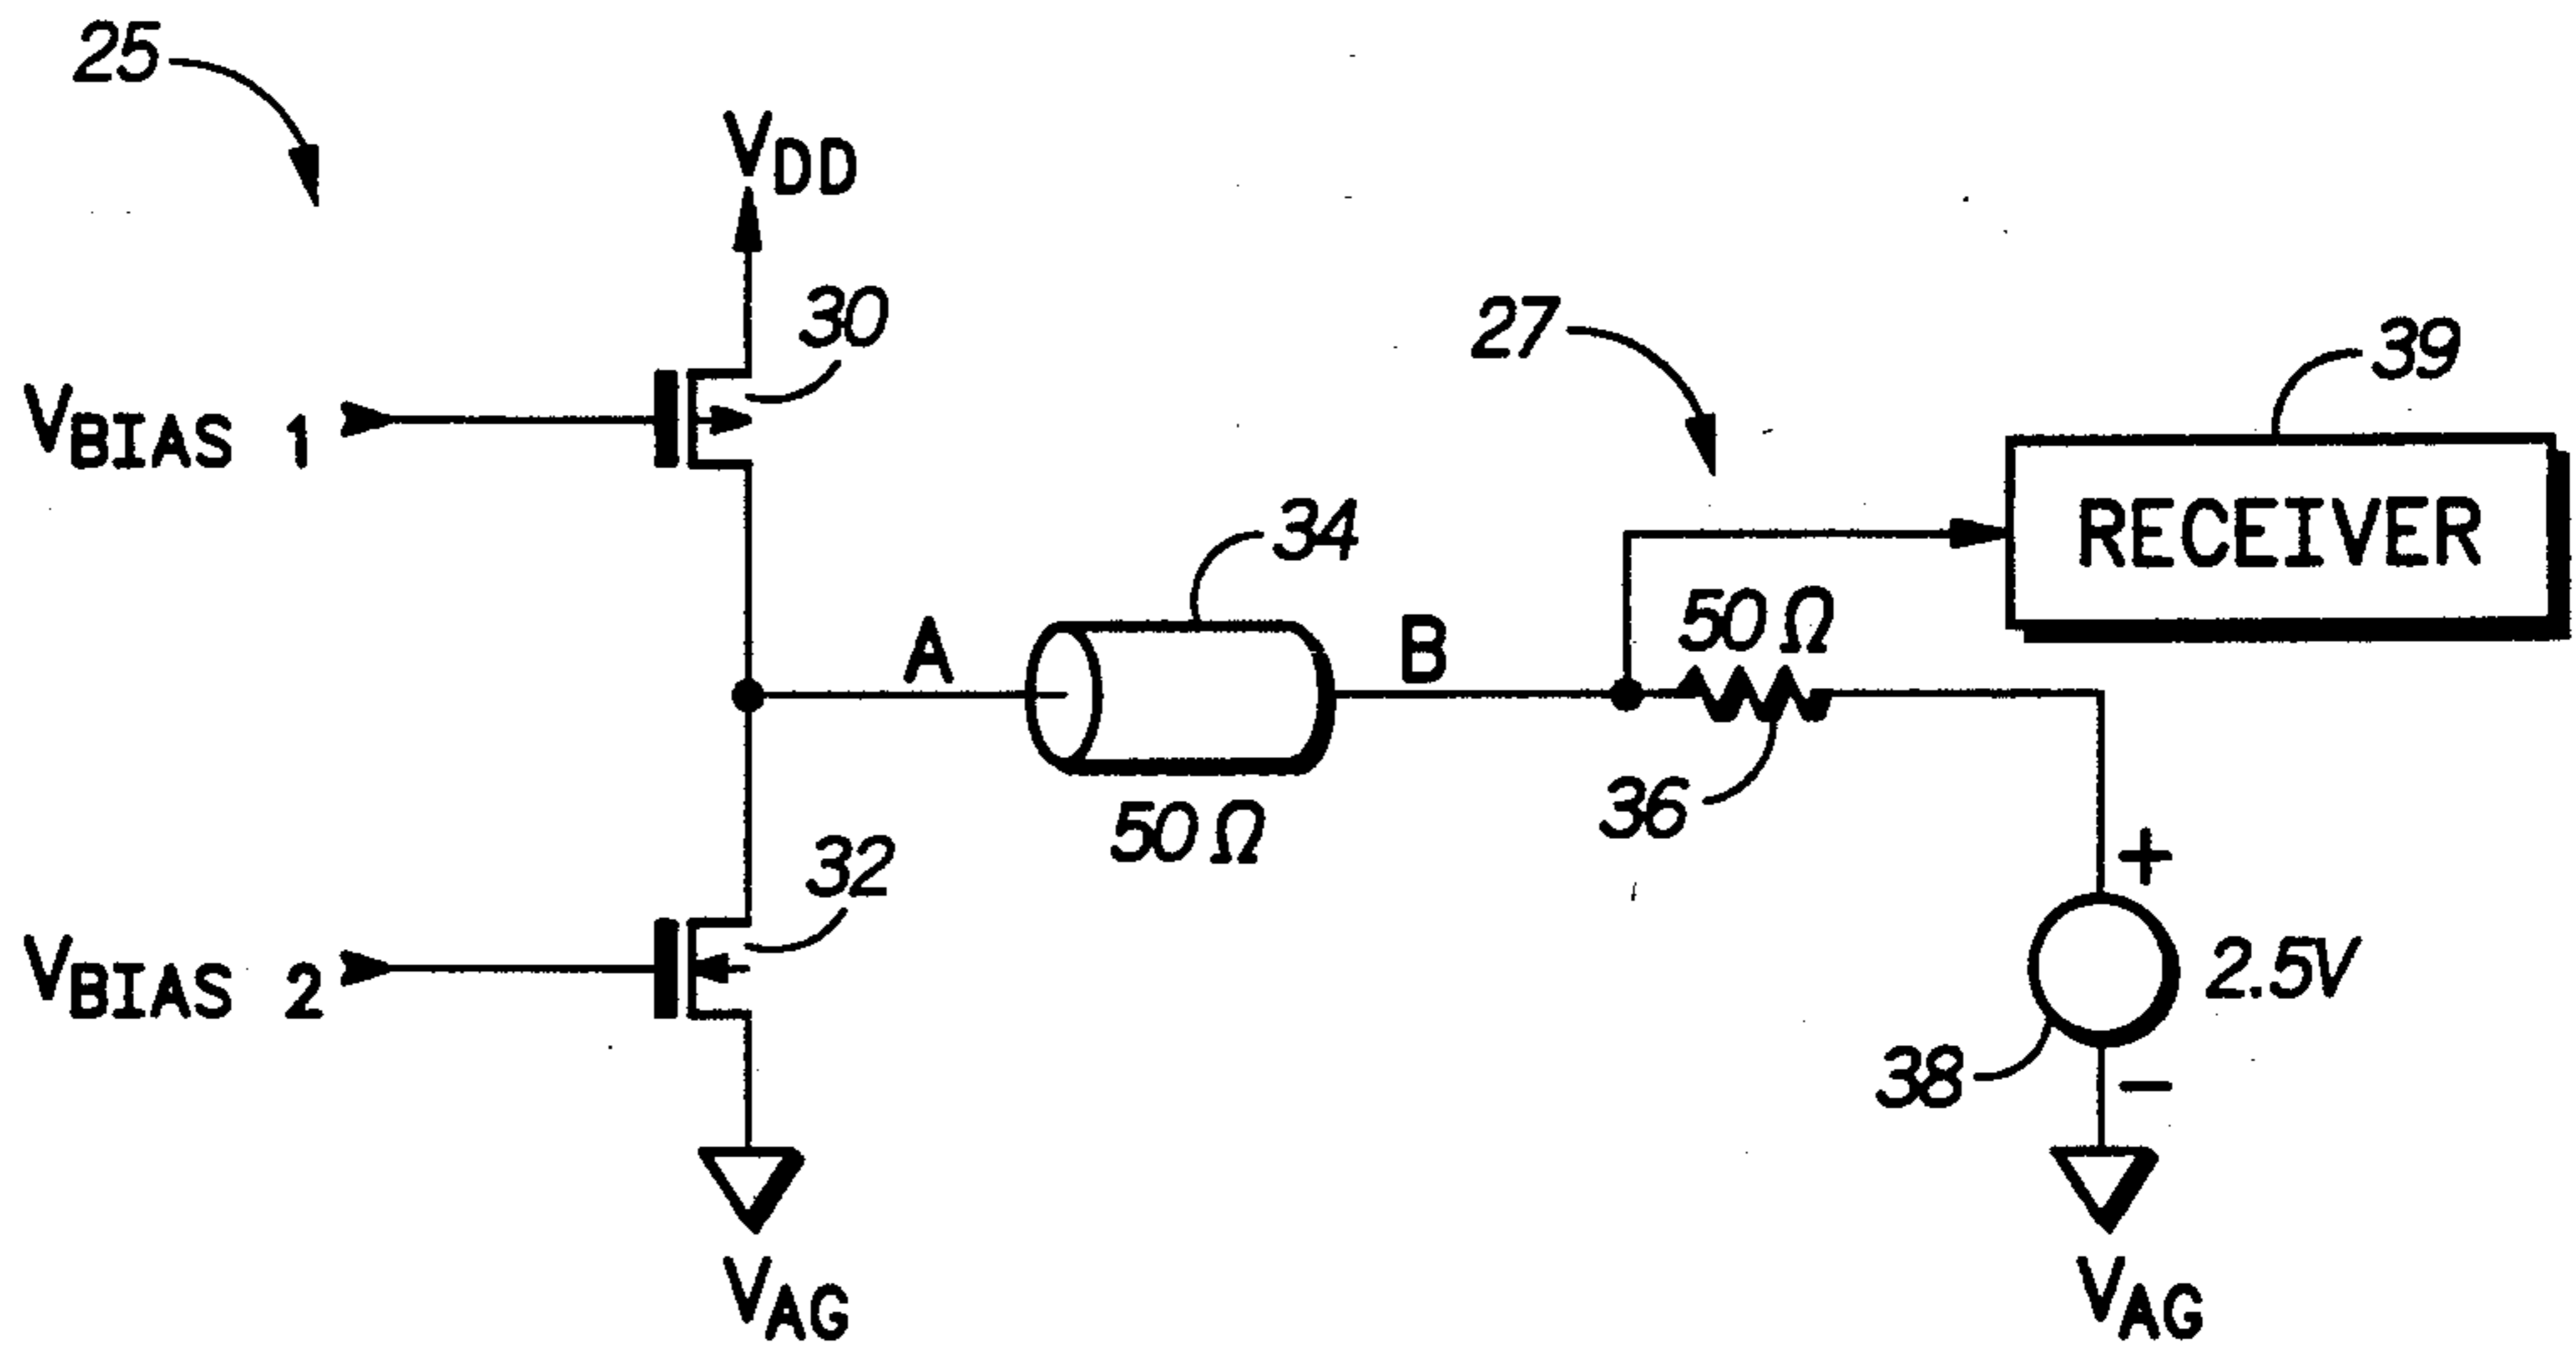 25
VDD
30
VBIAS 1
27
39
RECEIVER
34
A
B
50 Ω
50 Ω
36
32
VBIAS 2
+
2.5V
38
−
VAG
VAG